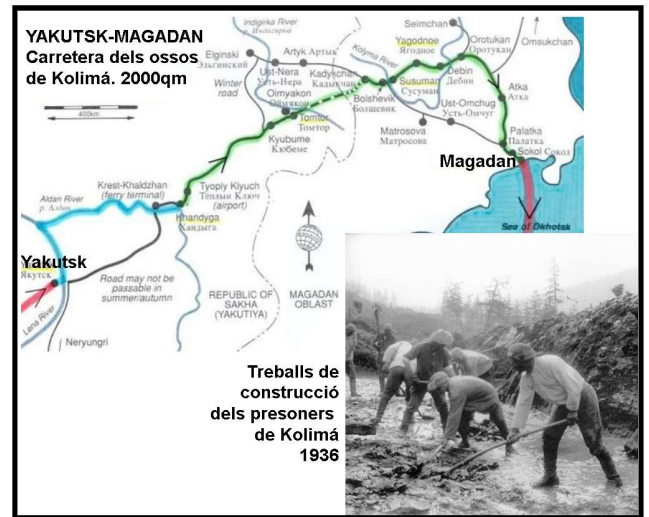 YAKUTSK-MAGADAN
Carretera dels ossos
de Kolimá. 2000qm
400km
Indigirka River
р. Индигирка
Elginski
Эльгинский
Artyk Артык
Ust-Nera
Усть-Нера
Kadykchan
Кадыкчан
Kolyma River
Seimchan
Yagodnoe
Ягодное
Orotukan
Оротукан
Omsukchan
Debin
Дебин
Susuman
Сусуман
Winter
road
Oimyakon
Оймякон
Tomtor
Томтор
Bolshevik
Большевик
Ust-Omchug
Усть-Омчуг
Atka
Атка
Kyubume
Кюбеме
Matrosova
Матросова
Palatka
Палатка
Sokol Сокол
Magadan
Krest-Khaldzhan
(ferry terminal)
Tyoply Klyuch
Тёплый Ключ
(airport)
Aldan River
р. Алдан
Khandyga
Хандыга
Yakutsk
Якутск
Road may not be
passable in
summer/autumn
REPUBLIC OF
SAKHA
(YAKUTIYA)
MAGADAN
OBLAST
See of Okhotsk
Lena River
Neryungri
Treballs de
construcció
dels presoners
de Kolimá
1936